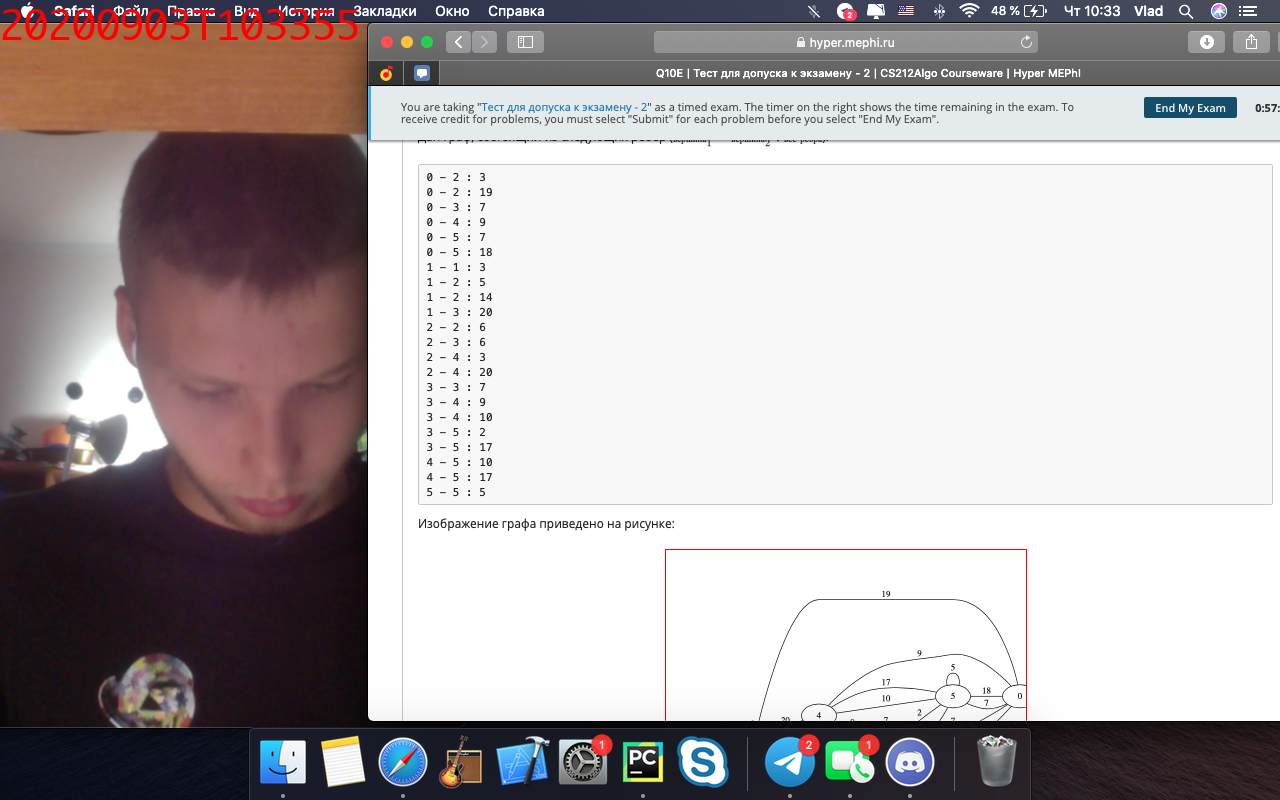 20200903T103355
Safari Файл Правка Вид История Закладки Окно Справка
2 48 % Чт 10:33 Vlad
hyper.mephi.ru
Q10E | Тест для допуска к экзамену - 2 | CS212Algo Courseware | Hyper MEPhI
You are taking "Тест для допуска к экзамену - 2" as a timed exam. The timer on the right shows the time remaining in the exam. To
receive credit for problems, you must select "Submit" for each problem before you select "End My Exam".
End My Exam
0:57:
0 – 2 : 3
0 – 2 : 19
0 – 3 : 7
0 – 4 : 9
0 – 5 : 7
0 – 5 : 18
1 – 1 : 3
1 – 2 : 5
1 – 2 : 14
1 – 3 : 20
2 – 2 : 6
2 – 3 : 6
2 – 4 : 3
2 – 4 : 20
3 – 3 : 7
3 – 4 : 9
3 – 4 : 10
3 – 5 : 2
3 – 5 : 17
4 – 5 : 10
4 – 5 : 17
5 – 5 : 5
Изображение графа приведено на рисунке:
19
9
5
17
18
5
0
10
7
2
4
1
PC
S
2
1